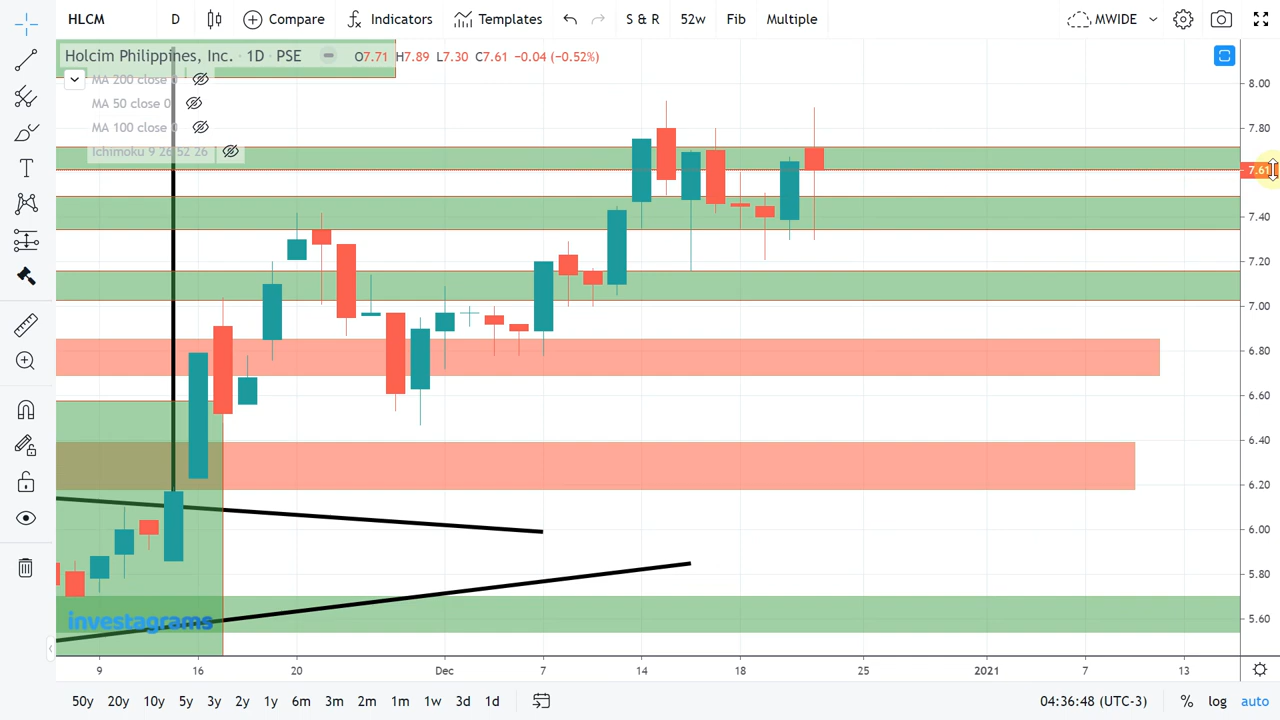 HLCM D Compare Indicators Templates S & R 52w Fib Multiple MWIDE
Holcim Philippines, Inc. · 1D · PSE O7.71 H7.89 L7.30 C7.61 −0.04 (−0.52%)
MA 200 close 0
MA 50 close 0
MA 100 close 0
Ichimoku 9 26 52 26
8.00
7.80
7.61
7.40
7.20
7.00
6.80
6.60
6.40
6.20
6.00
5.80
5.60
investagrams
9 16 20 Dec 7 14 18 25 2021 7 13
50y 20y 10y 5y 3y 2y 1y 6m 3m 2m 1m 1w 3d 1d 04:36:48 (UTC-3) % log auto